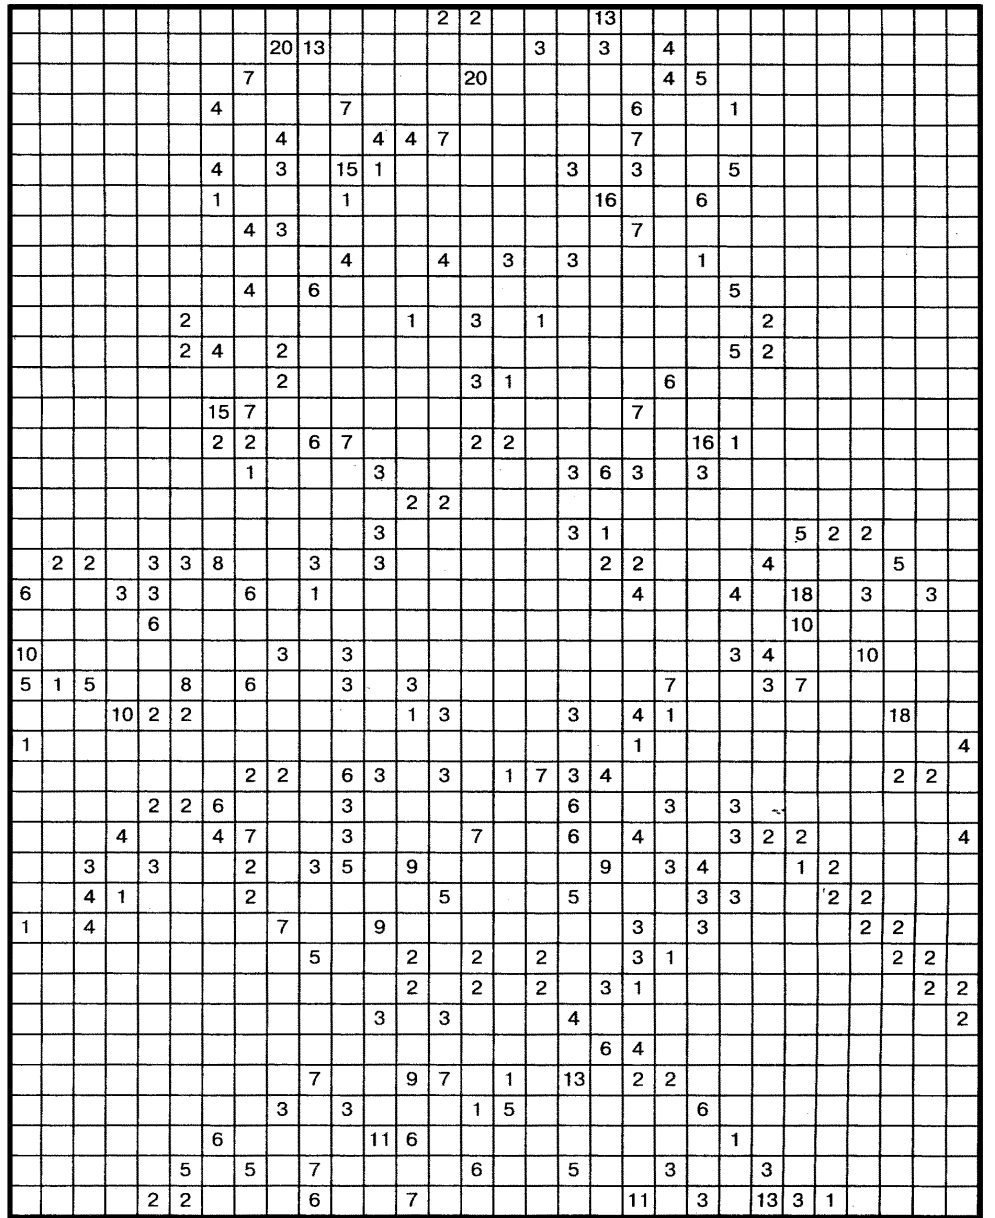 2 2 13
20 13 3 3 4
7 20 4 5
4 7 6 1
4 4 4 7 7
4 3 15 1 3 3 5
1 1 16 6
4 3 7
4 4 3 3 1
4 6 5
2 1 3 1 2
2 4 2 5 2
2 3 1 6
15 7 7
2 2 6 7 2 2 16 1
1 3 3 6 3 3
2 2
3 3 1 5 2 2
2 2 3 3 8 3 3 2 2 4 5
6 3 3 6 1 4 4 18 3 3
6 10
10 3 3 3 4 10
5 1 5 8 6 3 3 7 3 7
10 2 2 1 3 3 4 1 18
1 1 4
2 2 6 3 3 1 7 3 4 2 2
2 2 6 3 6 3 3
4 4 7 3 7 6 4 3 2 2 4
3 3 2 3 5 9 9 3 4 1 2
4 1 2 5 5 3 3 2 2
1 4 7 9 3 3 2 2
5 2 2 2 3 1 2 2
2 2 2 3 1 2 2
3 3 4 2
6 4
7 9 7 1 13 2 2
3 3 1 5 6
6 11 6 1
5 5 7 6 5 3 3
2 2 6 7 11 3 13 3 1